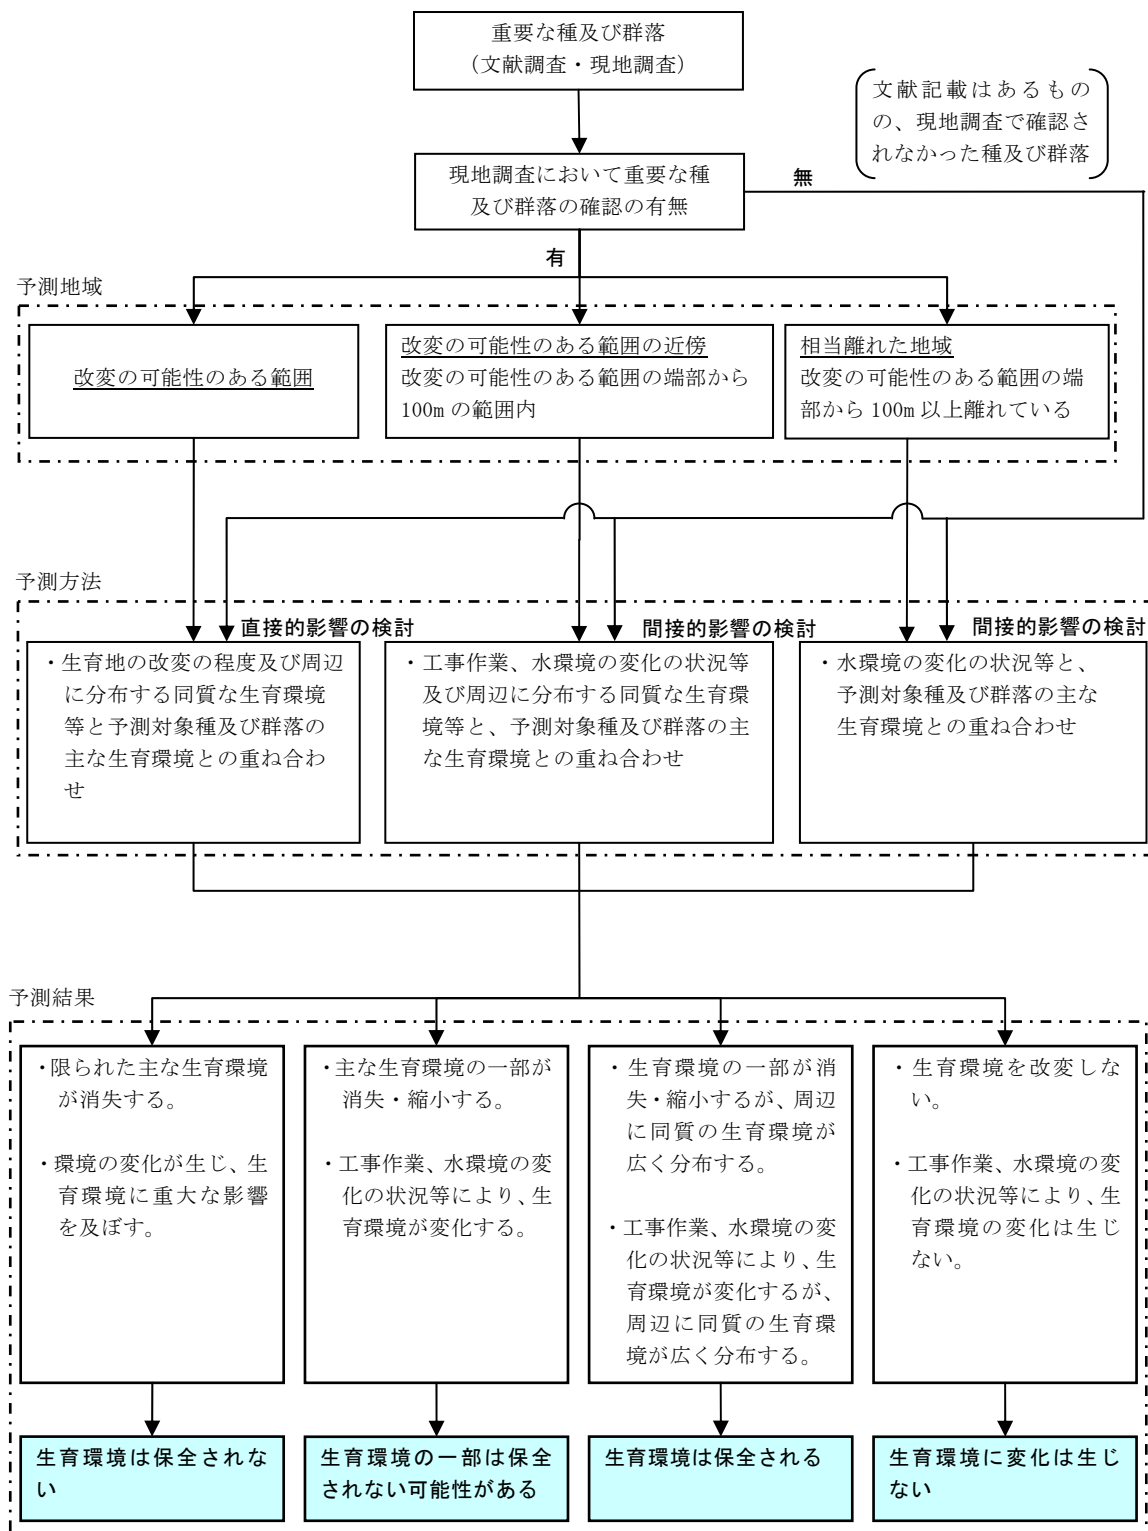 重要な種及び群落
（文献調査・現地調査）
文献記載はあるもの
の、現地調査で確認さ
れなかった種及び群落
現地調査において重要な種
及び群落の確認の有無
無
有
予測地域
改変の可能性のある範囲
改変の可能性のある範囲の近傍
改変の可能性のある範囲の端部から
100m の範囲内
相当離れた地域
改変の可能性のある範囲の端
部から 100m 以上離れている
予測方法
直接的影響の検討
・生育地の改変の程度及び周辺
に分布する同質な生育環境
等と予測対象種及び群落の
主な生育環境との重ね合わ
せ
間接的影響の検討
・工事作業、水環境の変化の状況等
及び周辺に分布する同質な生育環
境等と、予測対象種及び群落の主
な生育環境との重ね合わせ
間接的影響の検討
・水環境の変化の状況等と、
予測対象種及び群落の主な
生育環境との重ね合わせ
予測結果
・限られた主な生育環境
が消失する。
・環境の変化が生じ、生
育環境に重大な影響
を及ぼす。
・主な生育環境の一部が
消失・縮小する。
・工事作業、水環境の変
化の状況等により、生
育環境が変化する。
・生育環境の一部が消
失・縮小するが、周辺
に同質の生育環境が
広く分布する。
・工事作業、水環境の変
化の状況等により、生
育環境が変化するが、
周辺に同質の生育環
境が広く分布する。
・生育環境を改変しな
い。
・工事作業、水環境の変
化の状況等により、生
育環境の変化は生じ
ない。
生育環境は保全されな
い
生育環境の一部は保全
されない可能性がある
生育環境は保全される
生育環境に変化は生じ
ない